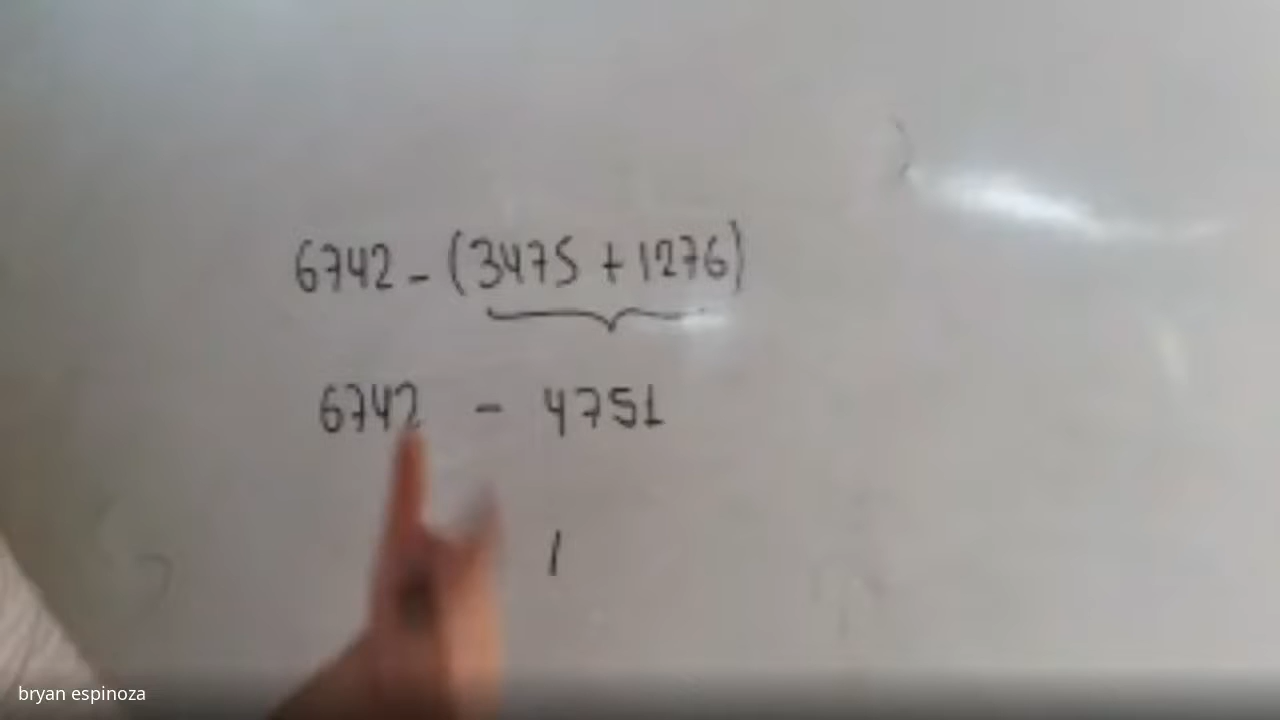 6742 - (3475 + 1276)
6742 - 4751
1
bryan espinoza